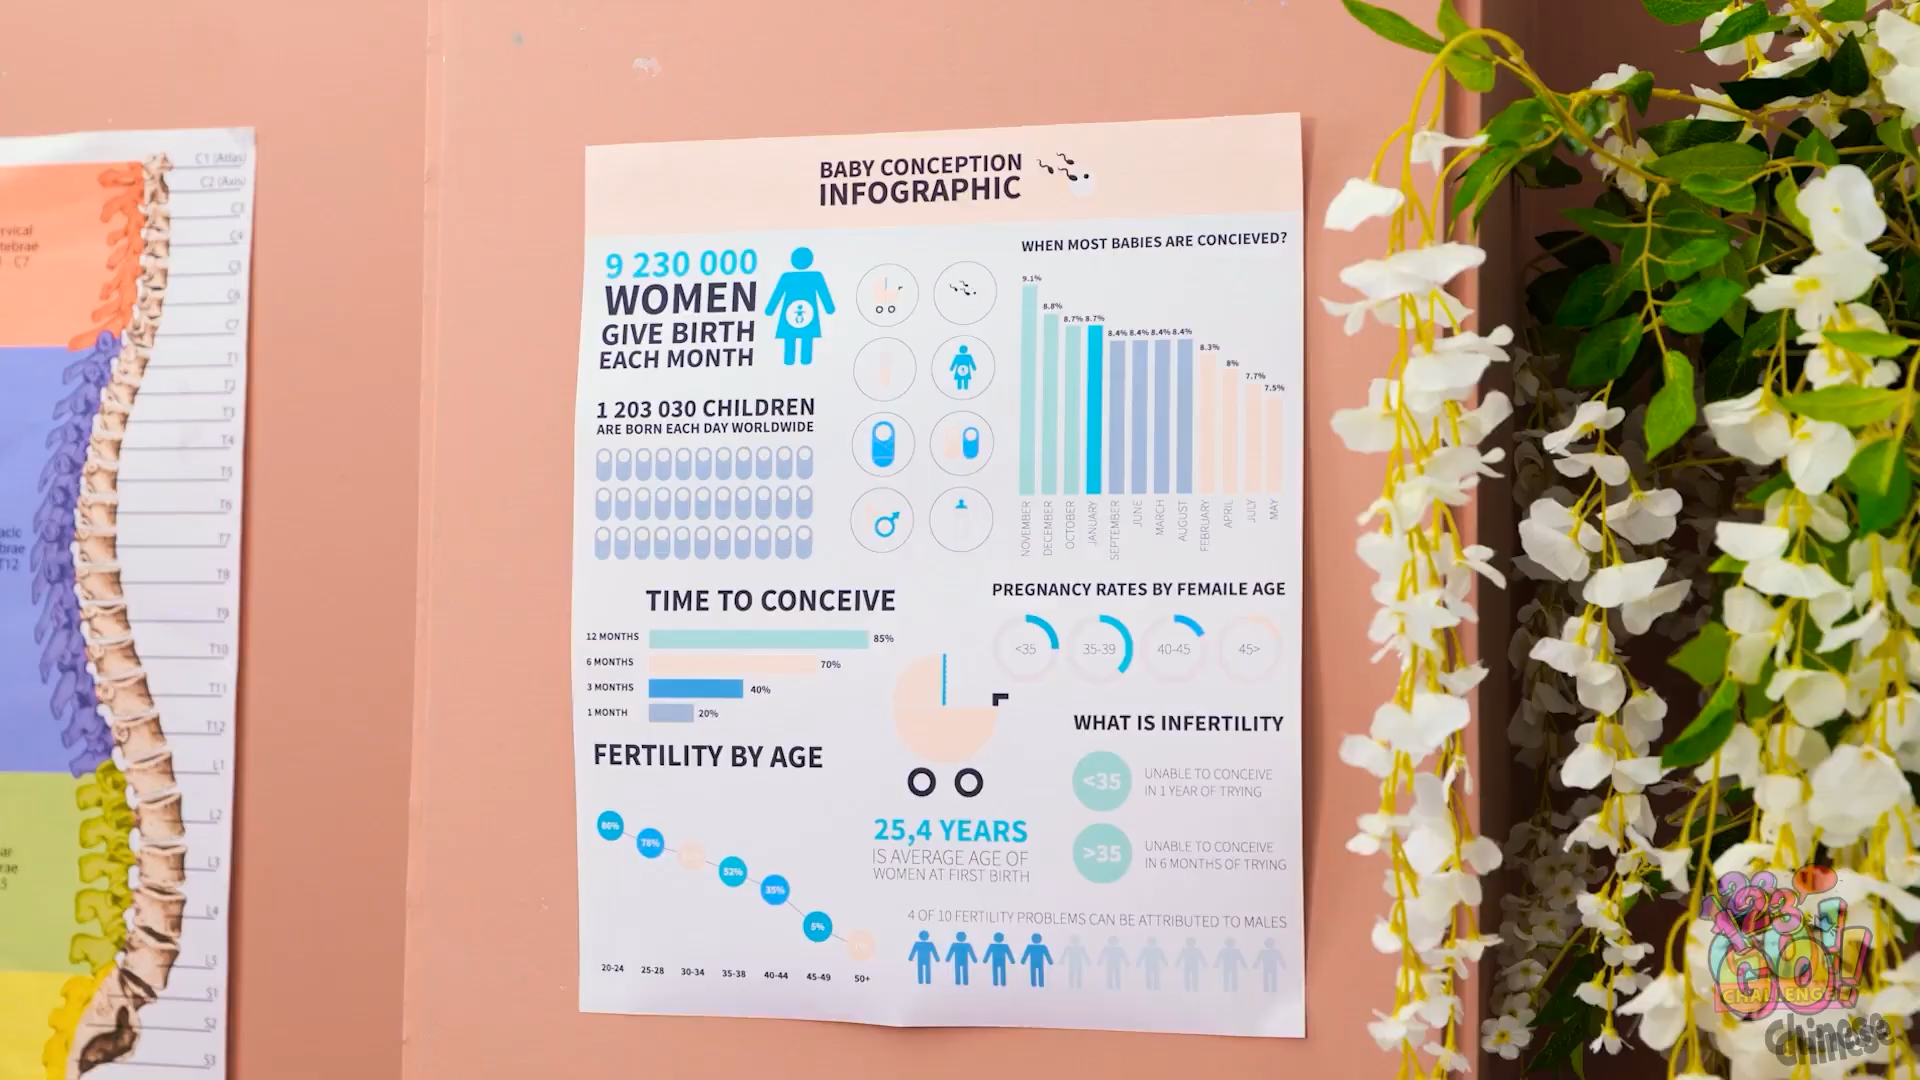 C1 (Atlas)
C2 (Axis)
C3
C4
C5
C6
C7
T1
T2
T3
T4
T5
T6
T7
T8
T9
T10
T11
T12
L1
L2
L3
L4
L5
S1
S2
S3
rvical
tebrae
C7
acic
brae
T12
BABY CONCEPTION
INFOGRAPHIC
9 230 000
WOMEN
GIVE BIRTH
EACH MONTH
1 203 030 CHILDREN
ARE BORN EACH DAY WORLDWIDE
WHEN MOST BABIES ARE CONCIEVED?
9.1%
8.8%
8.7% 8.7%
8.4% 8.4% 8.4% 8.4%
8.3%
8%
7.7%
7.5%
NOVEMBER
DECEMBER
OCTOBER
JANUARY
SEPTEMBER
JUNE
MARCH
AUGUST
FEBRUARY
APRIL
JULY
MAY
TIME TO CONCEIVE
12 MONTHS 85%
6 MONTHS 70%
3 MONTHS 40%
1 MONTH 20%
PREGNANCY RATES BY FEMAILE AGE
<35 35-39 40-45 45>
FERTILITY BY AGE
86%
78%
52%
35%
5%
20-24 25-28 30-34 35-38 40-44 45-49 50+
25,4 YEARS
IS AVERAGE AGE OF
WOMEN AT FIRST BIRTH
WHAT IS INFERTILITY
<35 UNABLE TO CONCEIVE
IN 1 YEAR OF TRYING
>35 UNABLE TO CONCEIVE
IN 6 MONTHS OF TRYING
4 OF 10 FERTILITY PROBLEMS CAN BE ATTRIBUTED TO MALES
123
GO!
CHALLENGE
Chinese